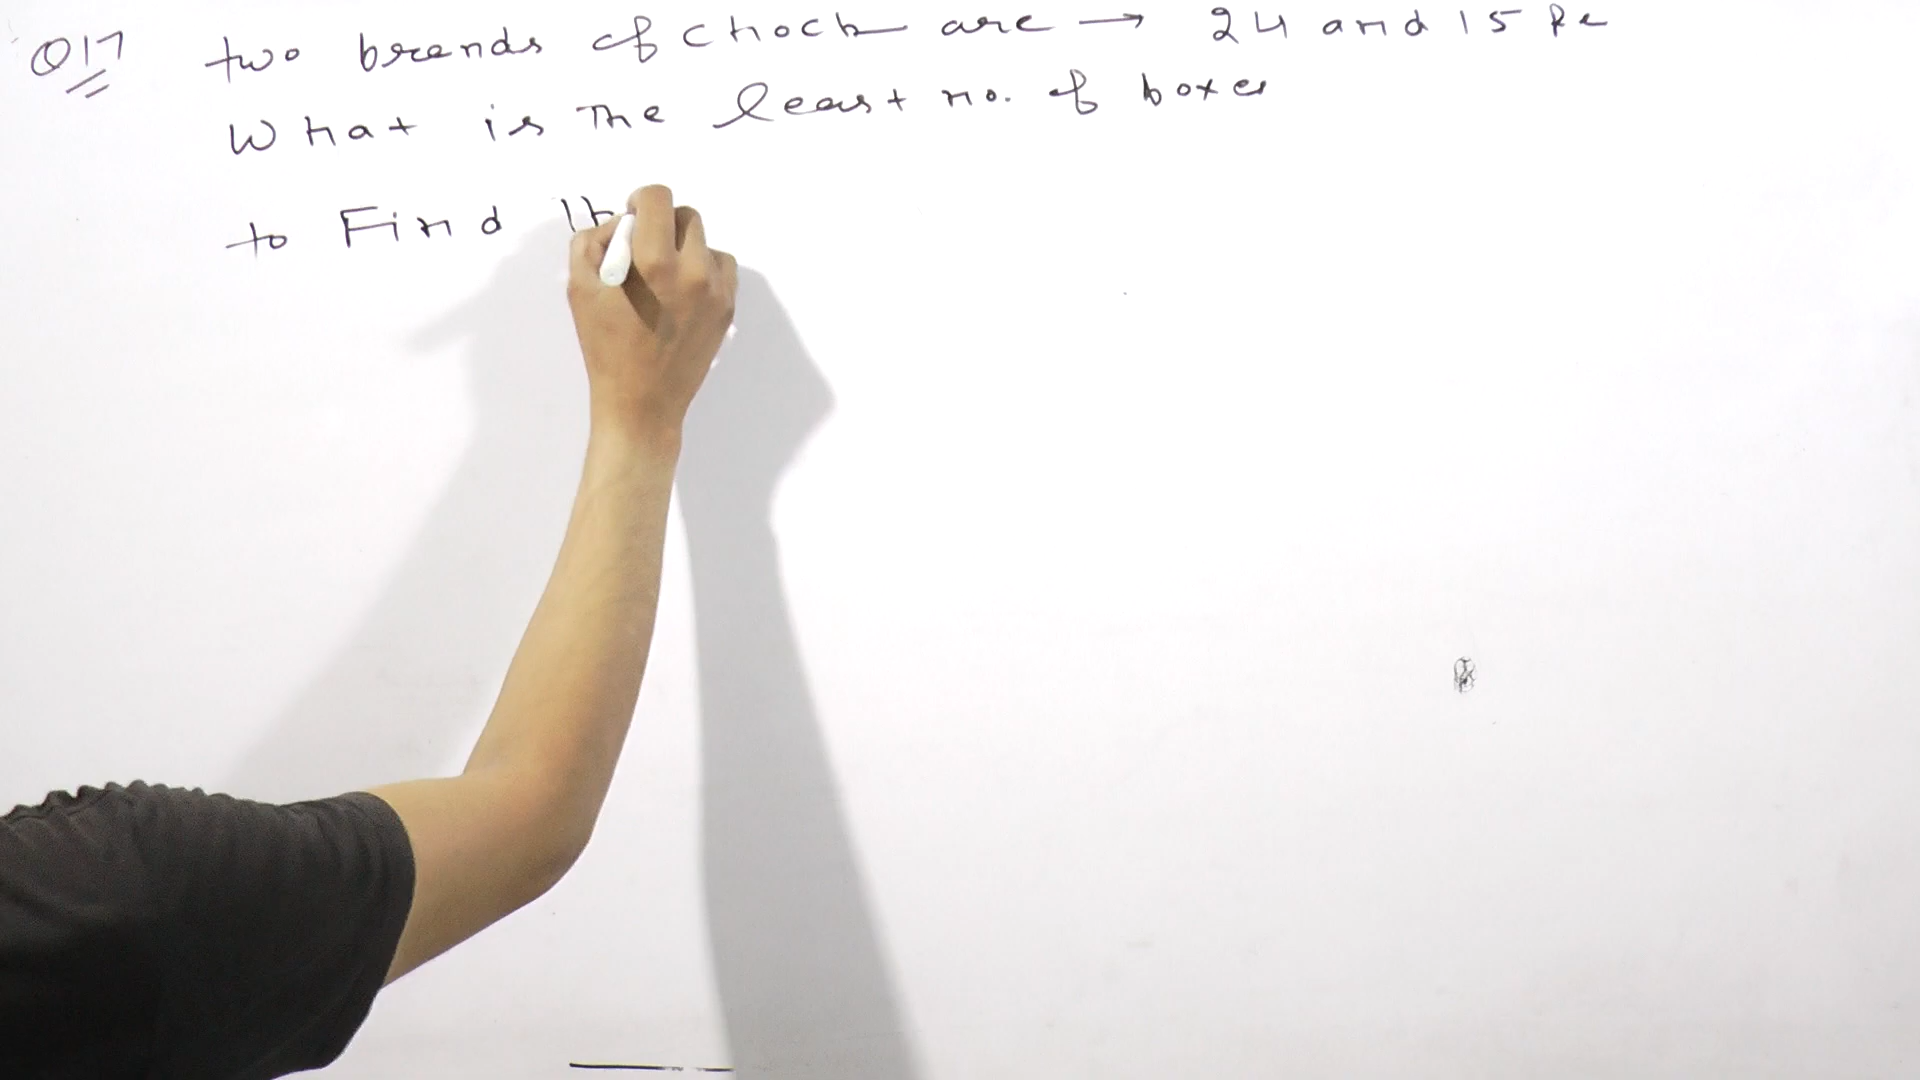 Q17 two brands of choch are → 24 and 15 Re
What is The least no. of boxes
to Find th